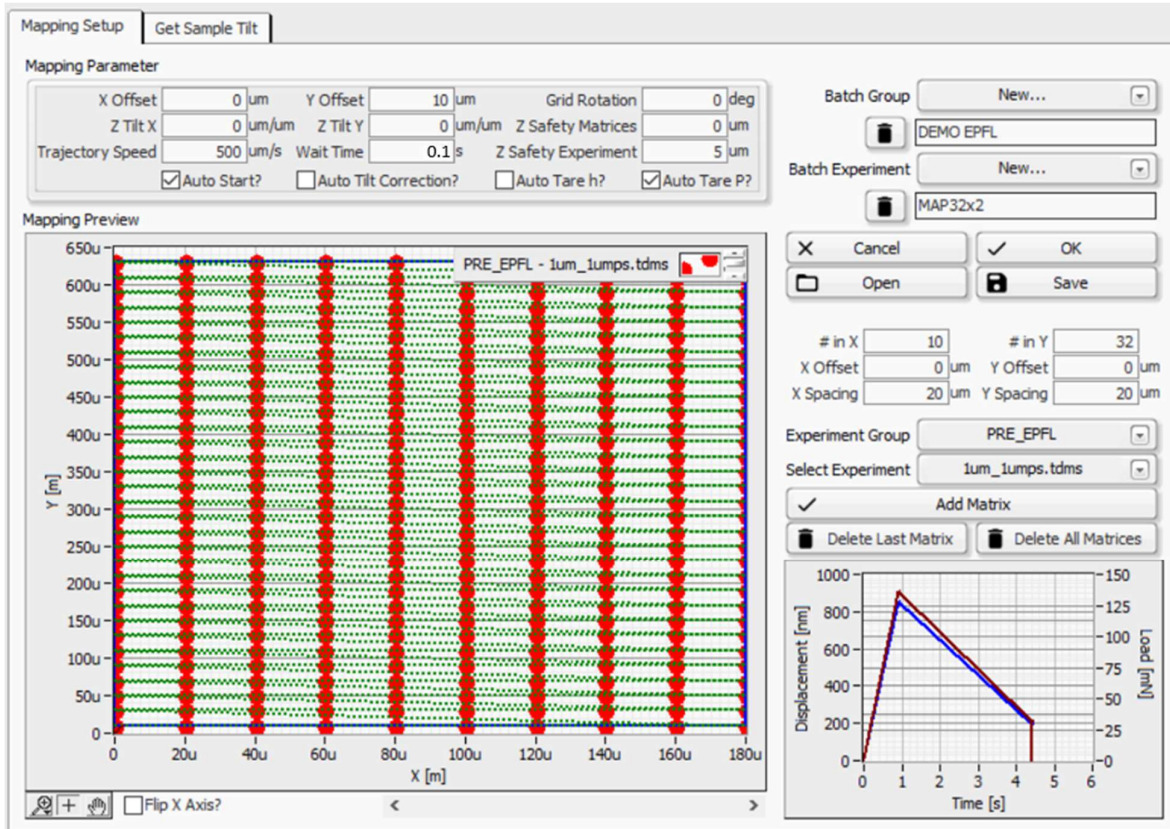 Mapping Setup Get Sample Tilt
Mapping Parameter
X Offset 0 um Y Offset 10 um Grid Rotation 0 deg
Z Tilt X 0 um/um Z Tilt Y 0 um/um Z Safety Matrices 0 um
Trajectory Speed 500 um/s Wait Time 0.1 s Z Safety Experiment 5 um
Auto Start? Auto Tilt Correction? Auto Tare h? Auto Tare P?
Mapping Preview
PRE_EPFL - 1um_1umps.tdms
650u
600u
550u
500u
450u
400u
350u
300u
250u
200u
150u
100u
50u
0
Y [m]
0 20u 40u 60u 80u 100u 120u 140u 160u 180u
X [m]
Flip X Axis?
Batch Group New...
DEMO EPFL
Batch Experiment New...
MAP32x2
Cancel OK
Open Save
# in X 10 # in Y 32
X Offset 0 um Y Offset 0 um
X Spacing 20 um Y Spacing 20 um
Experiment Group PRE_EPFL
Select Experiment 1um_1umps.tdms
Add Matrix
Delete Last Matrix Delete All Matrices
1000
800
600
400
200
0
Displacement [nm]
150
125
100
75
50
25
0
Load [mN]
0 1 2 3 4 5 6
Time [s]